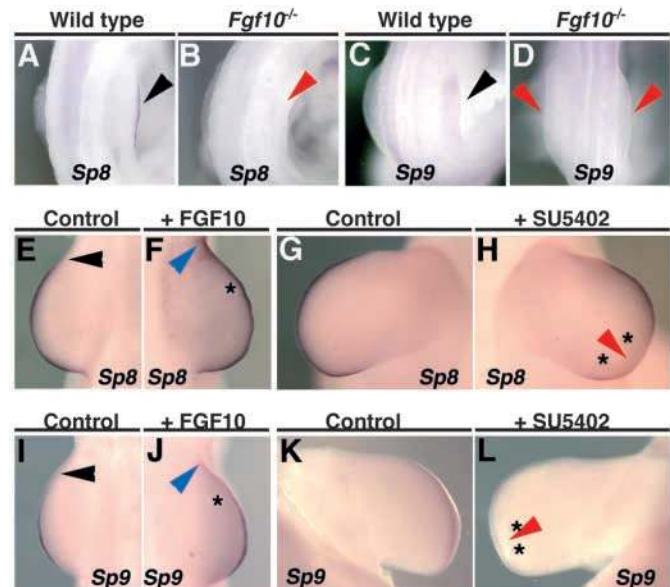 Wild type Fgf10-/- Wild type Fgf10-/-
A B C D
Sp8 Sp8 Sp9 Sp9
Control + FGF10 Control + SU5402
E F G H
* * *
Sp8 Sp8 Sp8 Sp8
Control + FGF10 Control + SU5402
I J K L
* * *
Sp9 Sp9 Sp9 Sp9